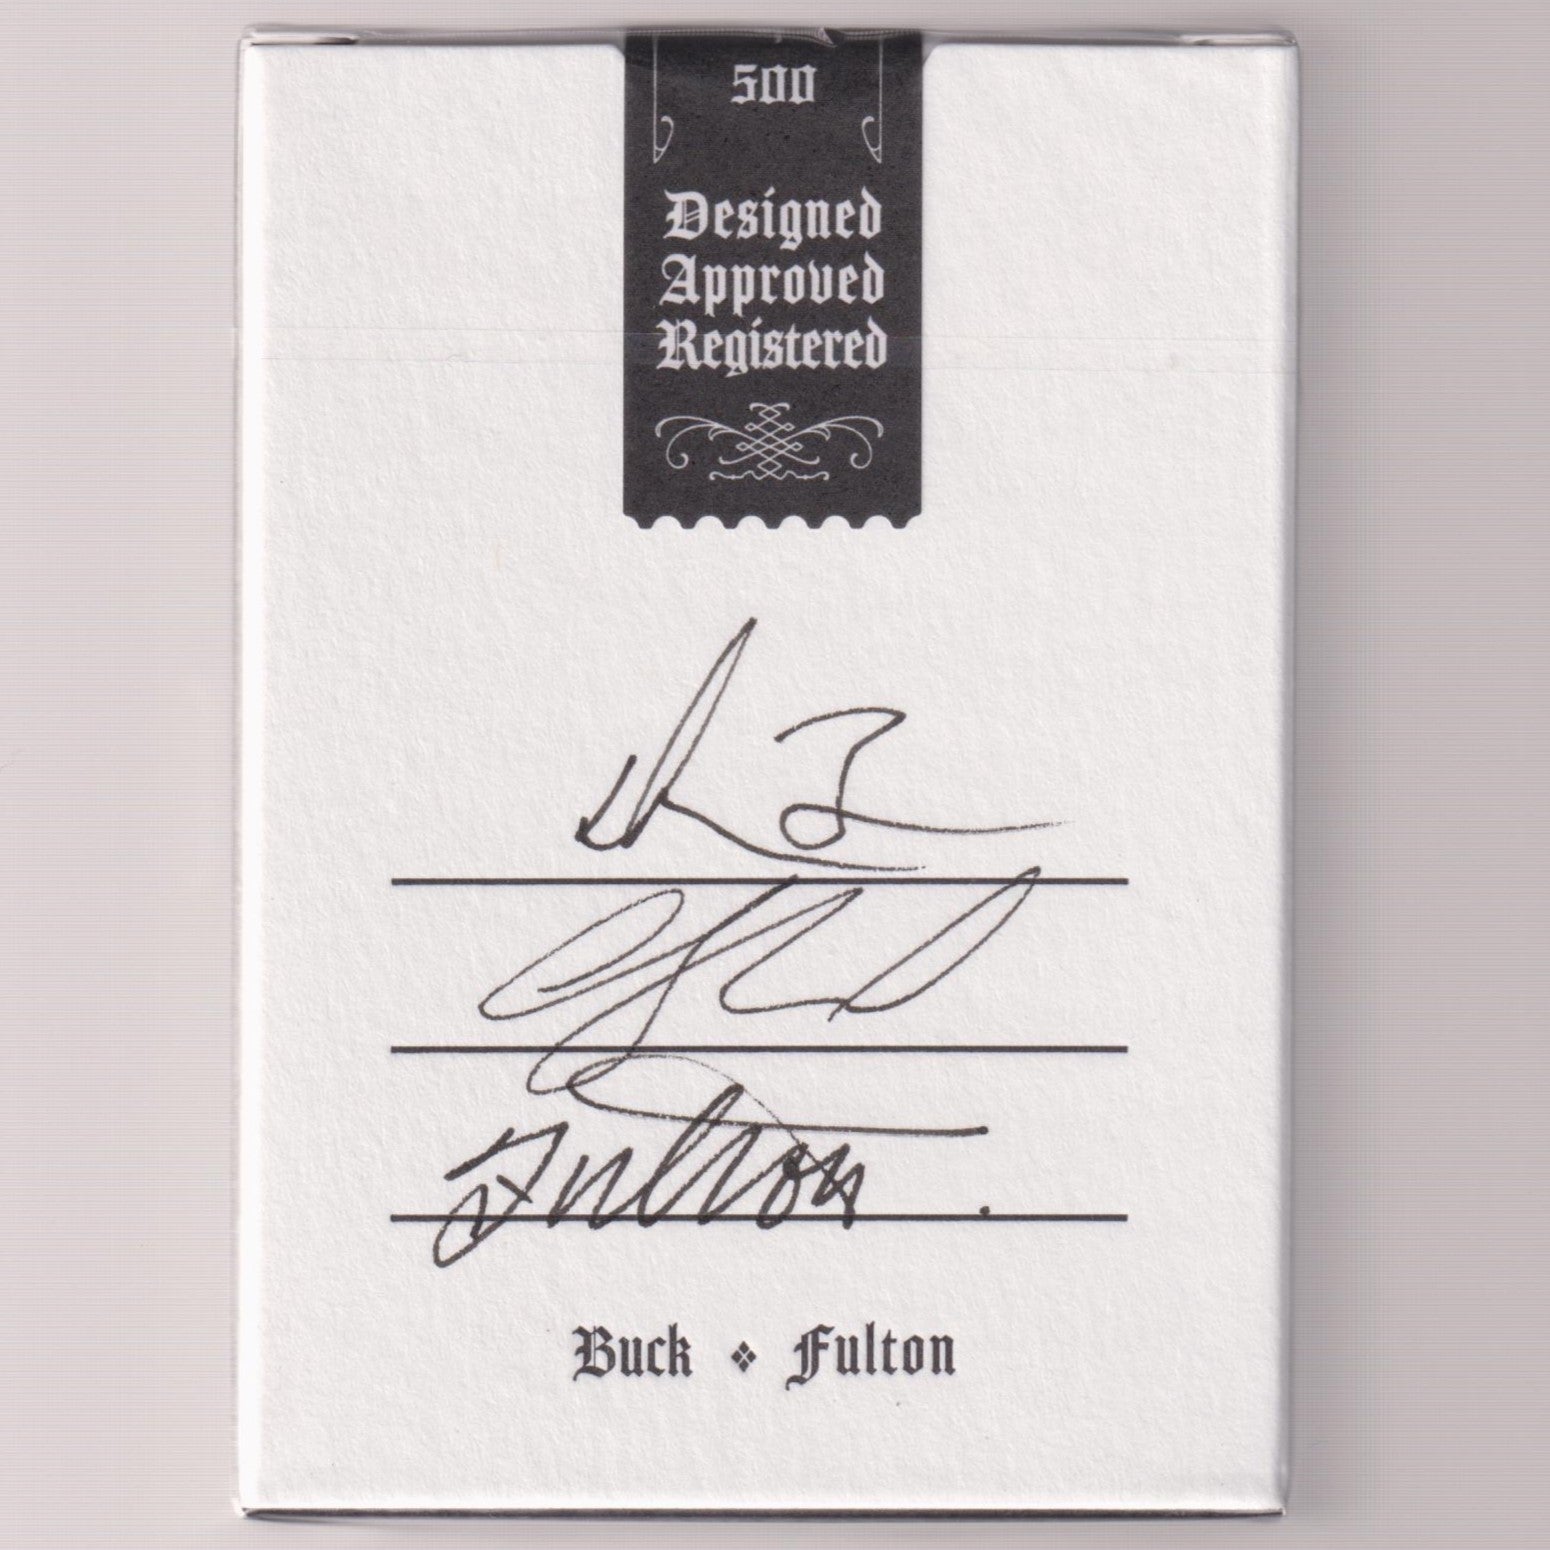 500
Designed
Approved
Registered
Fulton
Buck ❖ Fulton